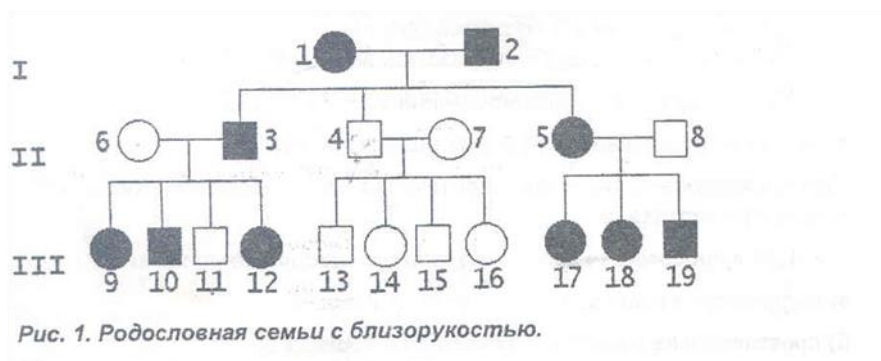 1 2
I
6 3 4 7 5 8
II
III
9 10 11 12 13 14 15 16 17 18 19
Рис. 1. Родословная семьи с близорукостью.